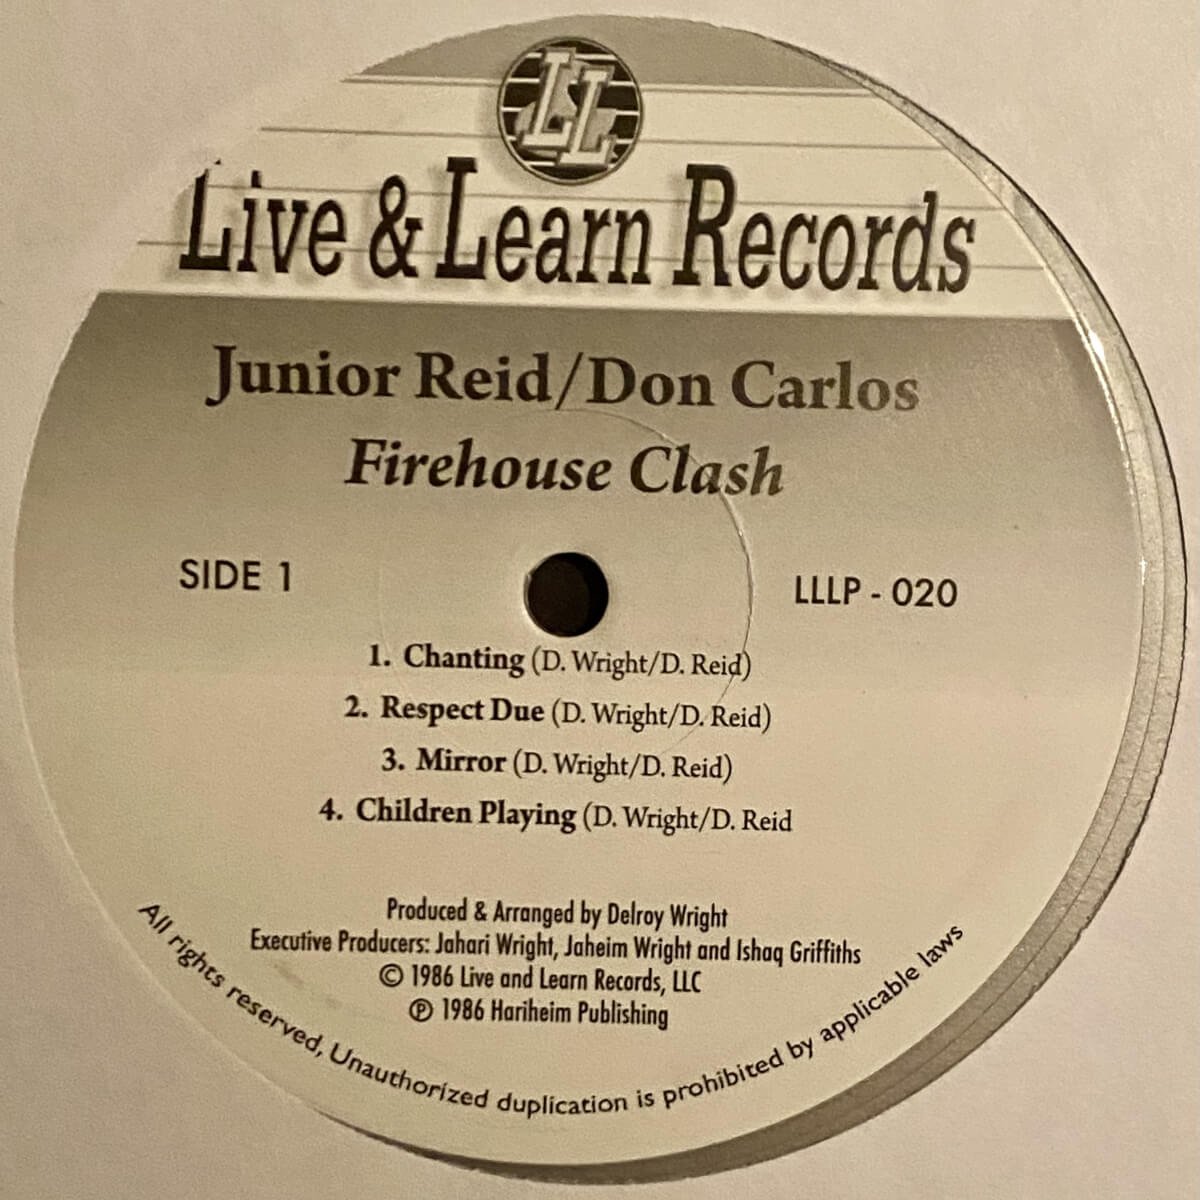 LL
Live & Learn Records
Junior Reid/Don Carlos
Firehouse Clash
SIDE 1
LLLP - 020
1. Chanting (D. Wright/D. Reid)
2. Respect Due (D. Wright/D. Reid)
3. Mirror (D. Wright/D. Reid)
4. Children Playing (D. Wright/D. Reid
Produced & Arranged by Delroy Wright
Executive Producers: Jahari Wright, Jaheim Wright and Ishaq Griffiths
© 1986 Live and Learn Records, LLC
℗ 1986 Hariheim Publishing
All rights reserved, Unauthorized duplication is prohibited by applicable laws